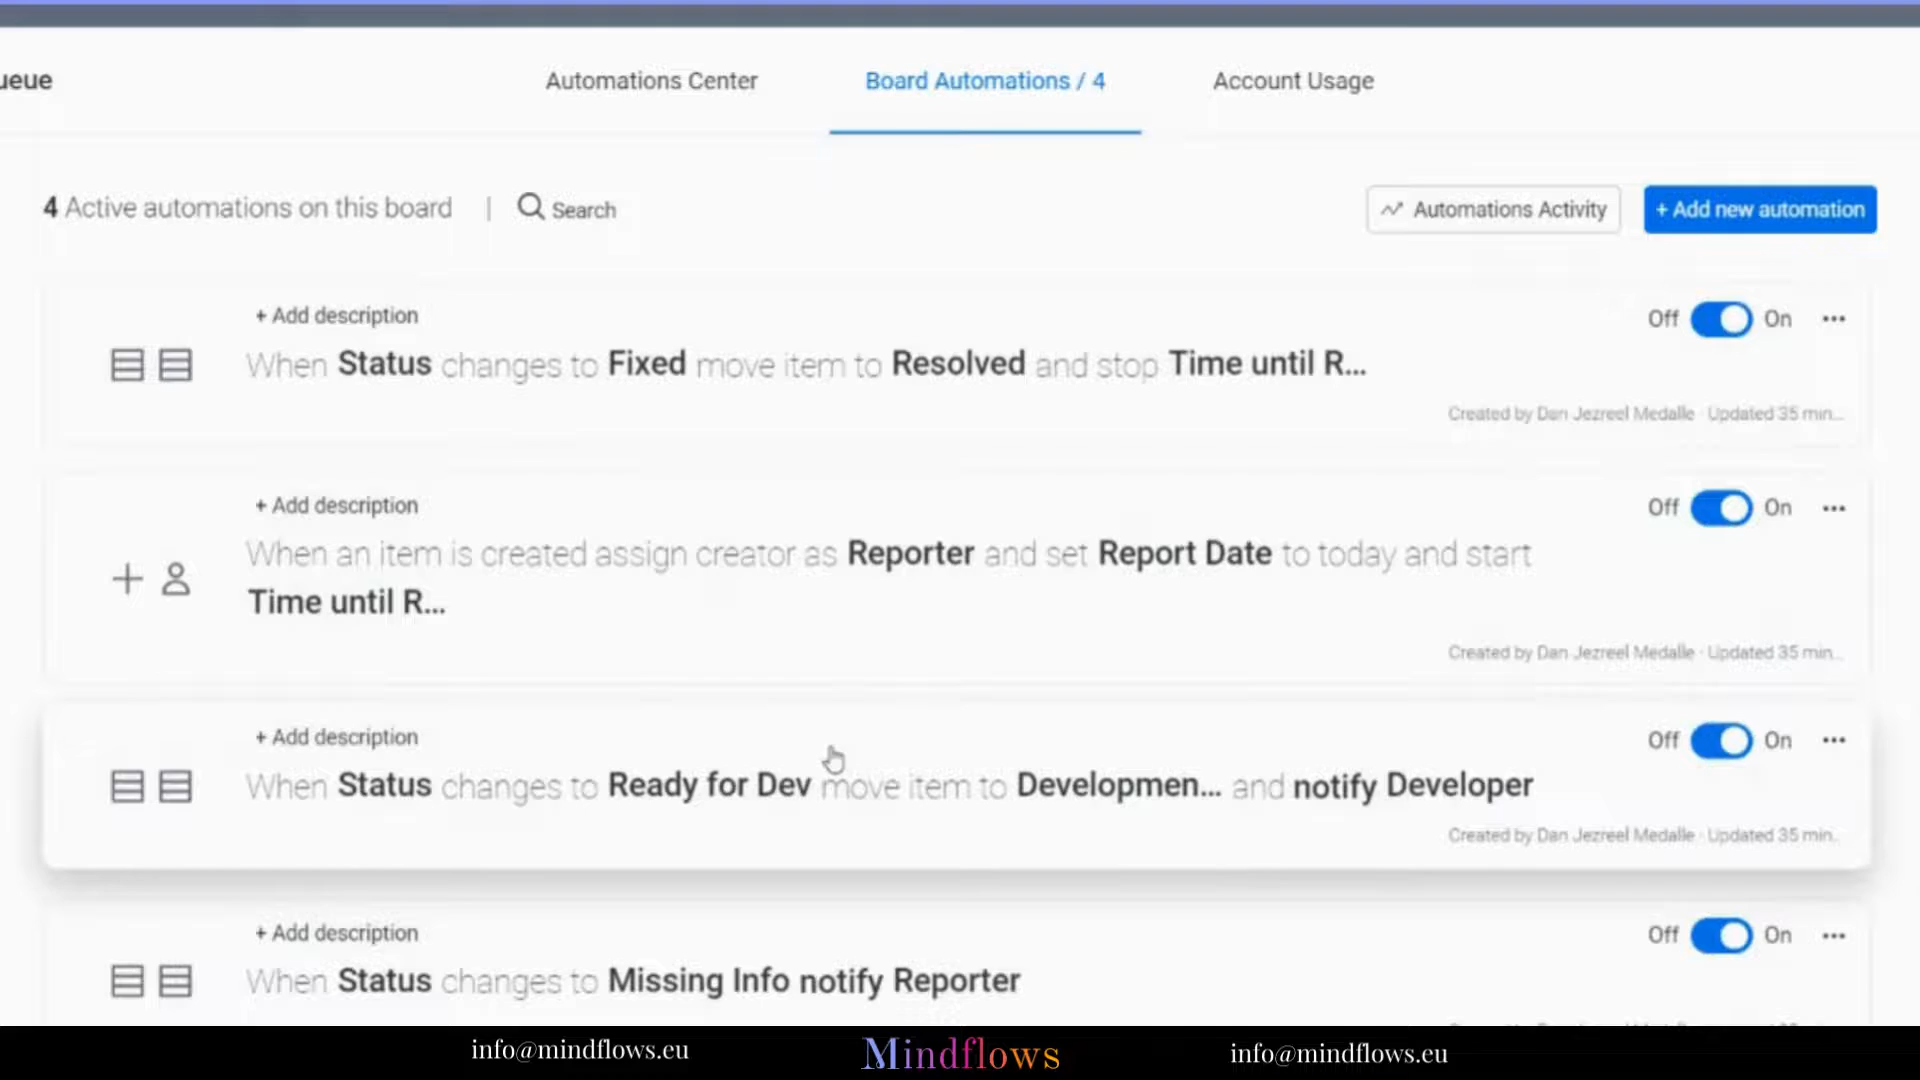 ueue
Automations Center
Board Automations / 4
Account Usage
4 Active automations on this board | Search
Automations Activity
+ Add new automation
+ Add description
Off On
When Status changes to Fixed move item to Resolved and stop Time until R...
Created by Dan Jezreel Medalle · Updated 35 min...
+ Add description
Off On
When an item is created assign creator as Reporter and set Report Date to today and start
Time until R...
Created by Dan Jezreel Medalle · Updated 35 min...
+ Add description
Off On
When Status changes to Ready for Dev move item to Developmen... and notify Developer
Created by Dan Jezreel Medalle · Updated 35 min...
+ Add description
Off On
When Status changes to Missing Info notify Reporter
info@mindflows.eu
Mindflows
info@mindflows.eu